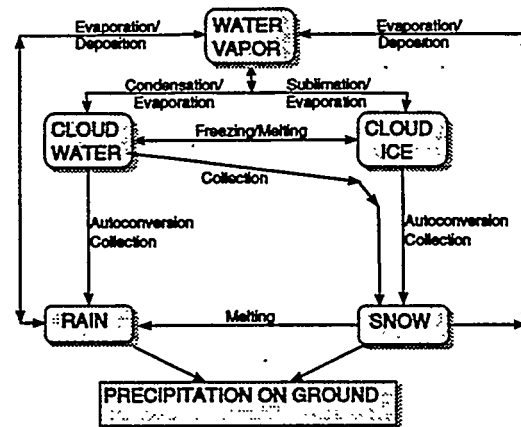 Evaporation/
Deposition
WATER
VAPOR
Evaporation/
Deposition
Condensation/
Evaporation
Sublimation/
Evaporation
CLOUD
WATER
Freezing/Melting
CLOUD
ICE
Collection
Autoconversion
Collection
Autoconversion
Collection
RAIN
Melting
SNOW
PRECIPITATION ON GROUND